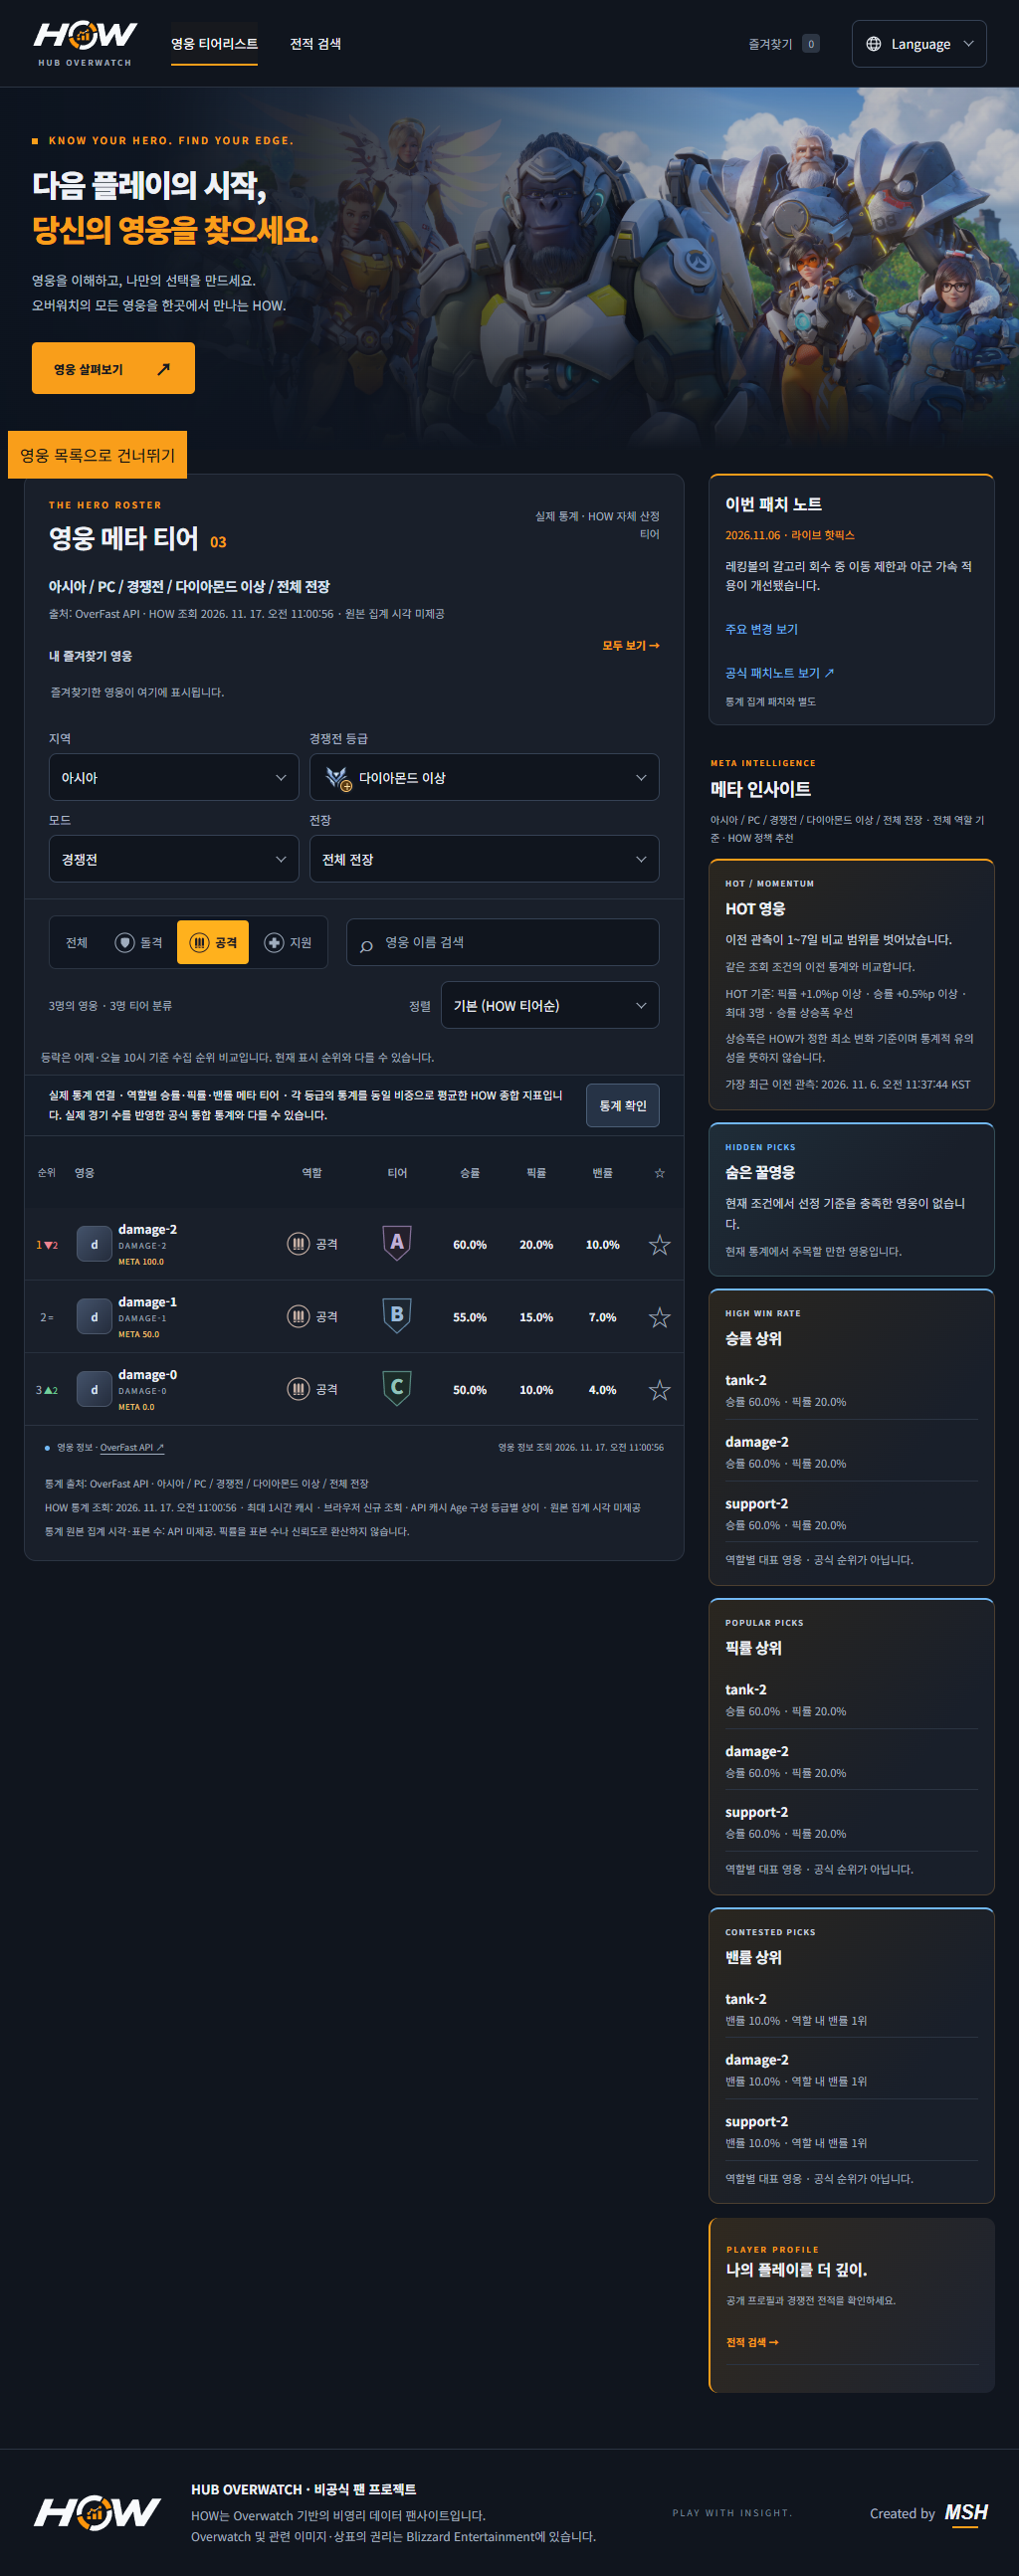 HOW
HUB OVERWATCH
영웅 티어리스트
전적 검색
즐겨찾기 0
Language
KNOW YOUR HERO. FIND YOUR EDGE.
다음 플레이의 시작,
당신의 영웅을 찾으세요.
영웅을 이해하고, 나만의 선택을 만드세요.
오버워치의 모든 영웅을 한곳에서 만나는 HOW.
영웅 살펴보기 ↗
영웅 목록으로 건너뛰기
THE HERO ROSTER
영웅 메타 티어 03
실제 통계 · HOW 자체 산정
티어
아시아 / PC / 경쟁전 / 다이아몬드 이상 / 전체 전장
출처: OverFast API · HOW 조회 2026. 11. 17. 오전 11:00:56 · 원본 집계 시각 미제공
내 즐겨찾기 영웅
모두 보기 →
즐겨찾기한 영웅이 여기에 표시됩니다.
지역
경쟁전 등급
아시아
다이아몬드 이상
모드
전장
경쟁전
전체 전장
전체
돌격
공격
지원
영웅 이름 검색
3명의 영웅 · 3명 티어 분류
정렬
기본 (HOW 티어순)
등락은 어제·오늘 10시 기준 수집 순위 비교입니다. 현재 표시 순위와 다를 수 있습니다.
실제 통계 연결 · 역할별 승률·픽률·밴률 메타 티어 · 각 등급의 통계를 동일 비중으로 평균한 HOW 종합 지표입니
다. 실제 경기 수를 반영한 공식 통합 통계와 다를 수 있습니다.
통계 확인
순위 영웅 역할 티어 승률 픽률 밴률 ☆
1 ▼2 d damage-2 공격 A 60.0% 20.0% 10.0% ☆
DAMAGE-2
META 100.0
2 = d damage-1 공격 B 55.0% 15.0% 7.0% ☆
DAMAGE-1
META 50.0
3 ▲2 d damage-0 공격 C 50.0% 10.0% 4.0% ☆
DAMAGE-0
META 0.0
영웅 정보 · OverFast API ↗
영웅 정보 조회 2026. 11. 17. 오전 11:00:56
통계 출처: OverFast API · 아시아 / PC / 경쟁전 / 다이아몬드 이상 / 전체 전장
HOW 통계 조회: 2026. 11. 17. 오전 11:00:56 · 최대 1시간 캐시 · 브라우저 신규 조회 · API 캐시 Age 구성 등급별 상이 · 원본 집계 시각 미제공
통계 원본 집계 시각·표본 수: API 미제공. 픽률을 표본 수나 신뢰도로 환산하지 않습니다.
이번 패치 노트
2026.11.06 · 라이브 핫픽스
레킹볼의 갈고리 회수 중 이동 제한과 아군 가속 적
용이 개선됐습니다.
주요 변경 보기
공식 패치노트 보기 ↗
통계 집계 패치와 별도
META INTELLIGENCE
메타 인사이트
아시아 / PC / 경쟁전 / 다이아몬드 이상 / 전체 전장 · 전체 역할 기
준 · HOW 정책 추천
HOT / MOMENTUM
HOT 영웅
이전 관측이 1~7일 비교 범위를 벗어났습니다.
같은 조회 조건의 이전 통계와 비교합니다.
HOT 기준: 픽률 +1.0%p 이상 · 승률 +0.5%p 이상 ·
최대 3명 · 승률 상승폭 우선
상승폭은 HOW가 정한 최소 변화 기준이며 통계적 유의
성을 뜻하지 않습니다.
가장 최근 이전 관측: 2026. 11. 6. 오전 11:37:44 KST
HIDDEN PICKS
숨은 꿀영웅
현재 조건에서 선정 기준을 충족한 영웅이 없습니
다.
현재 통계에서 주목할 만한 영웅입니다.
HIGH WIN RATE
승률 상위
tank-2
승률 60.0% · 픽률 20.0%
damage-2
승률 60.0% · 픽률 20.0%
support-2
승률 60.0% · 픽률 20.0%
역할별 대표 영웅 · 공식 순위가 아닙니다.
POPULAR PICKS
픽률 상위
tank-2
승률 60.0% · 픽률 20.0%
damage-2
승률 60.0% · 픽률 20.0%
support-2
승률 60.0% · 픽률 20.0%
역할별 대표 영웅 · 공식 순위가 아닙니다.
CONTESTED PICKS
밴률 상위
tank-2
밴률 10.0% · 역할 내 밴률 1위
damage-2
밴률 10.0% · 역할 내 밴률 1위
support-2
밴률 10.0% · 역할 내 밴률 1위
역할별 대표 영웅 · 공식 순위가 아닙니다.
PLAYER PROFILE
나의 플레이를 더 깊이.
공개 프로필과 경쟁전 전적을 확인하세요.
전적 검색 →
HOW
HUB OVERWATCH · 비공식 팬 프로젝트
HOW는 Overwatch 기반의 비영리 데이터 팬사이트입니다.
Overwatch 및 관련 이미지·상표의 권리는 Blizzard Entertainment에 있습니다.
PLAY WITH INSIGHT.
Created by MSH